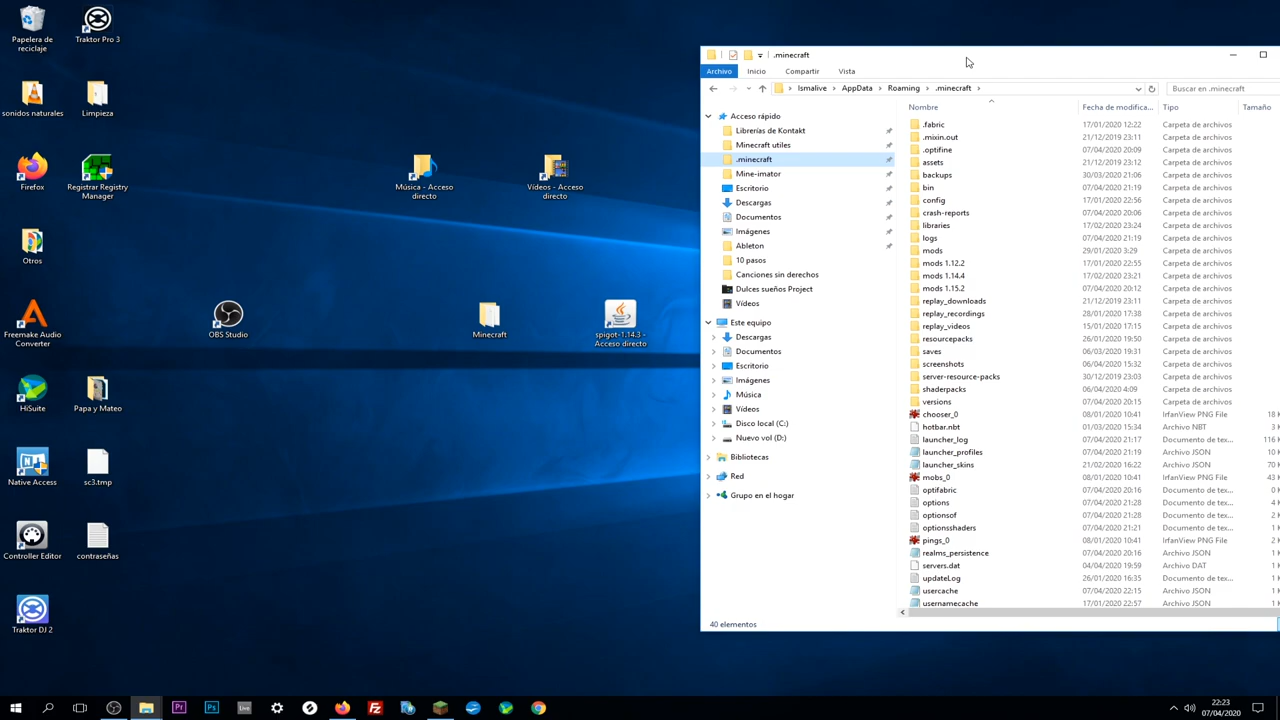 Papelera de
reciclaje
Traktor Pro 3
sonidos naturales
Limpieza
Firefox
Registrar Registry
Manager
Otros
Freemake Audio
Converter
HiSuite
Papa y Mateo
Native Access
sc3.tmp
Controller Editor
contraseñas
Traktor DJ 2
OBS Studio
Música - Acceso
directo
Vídeos - Acceso
directo
Minecraft
spigot-1.14.3 -
Acceso directo
.minecraft
Archivo Inicio Compartir Vista
Ismalive AppData Roaming .minecraft
Buscar en .minecraft
Acceso rápido
Librerías de Kontakt
Minecraft utiles
.minecraft
Mine-imator
Escritorio
Descargas
Documentos
Imágenes
Ableton
10 pasos
Canciones sin derechos
Dulces sueños Project
Vídeos
Este equipo
Descargas
Documentos
Escritorio
Imágenes
Música
Vídeos
Disco local (C:)
Nuevo vol (D:)
Bibliotecas
Red
Grupo en el hogar
Nombre Fecha de modifica... Tipo Tamaño
.fabric 17/01/2020 12:22 Carpeta de archivos
.mixin.out 21/12/2019 23:11 Carpeta de archivos
.optifine 07/04/2020 20:09 Carpeta de archivos
assets 21/12/2019 23:12 Carpeta de archivos
backups 30/03/2020 21:06 Carpeta de archivos
bin 07/04/2020 21:19 Carpeta de archivos
config 17/01/2020 22:56 Carpeta de archivos
crash-reports 07/04/2020 20:06 Carpeta de archivos
libraries 17/02/2020 23:24 Carpeta de archivos
logs 07/04/2020 21:19 Carpeta de archivos
mods 29/01/2020 3:29 Carpeta de archivos
mods 1.12.2 17/01/2020 22:55 Carpeta de archivos
mods 1.14.4 17/02/2020 23:21 Carpeta de archivos
mods 1.15.2 07/04/2020 20:12 Carpeta de archivos
replay_downloads 21/12/2019 23:11 Carpeta de archivos
replay_recordings 28/01/2020 17:38 Carpeta de archivos
replay_videos 15/01/2020 17:15 Carpeta de archivos
resourcepacks 26/01/2020 19:50 Carpeta de archivos
saves 06/03/2020 19:31 Carpeta de archivos
screenshots 06/04/2020 15:32 Carpeta de archivos
server-resource-packs 30/12/2019 23:03 Carpeta de archivos
shaderpacks 06/04/2020 4:09 Carpeta de archivos
versions 07/04/2020 20:15 Carpeta de archivos
chooser_0 08/01/2020 10:41 IrfanView PNG File 18 K
hotbar.nbt 01/03/2020 15:34 Archivo NBT
launcher_log 07/04/2020 21:17 Documento de tex... 116 K
launcher_profiles 07/04/2020 21:19 Archivo JSON 10 K
launcher_skins 21/02/2020 16:22 Archivo JSON 70 K
mobs_0 08/01/2020 10:41 IrfanView PNG File 43 K
optifabric 07/04/2020 20:16 Documento de tex... 0 K
options 07/04/2020 21:28 Documento de tex... 4 K
optionsof 07/04/2020 21:28 Documento de tex... 2 K
optionsshaders 07/04/2020 21:21 Documento de tex... 1 K
pings_0 08/01/2020 10:41 IrfanView PNG File 2 K
realms_persistence 07/04/2020 20:16 Archivo JSON 1 K
servers.dat 04/04/2020 19:59 Archivo DAT 1 K
updateLog 26/01/2020 16:35 Documento de tex... 1 K
usercache 07/04/2020 22:15 Archivo JSON 1 K
usernamecache 17/01/2020 22:57 Archivo JSON 1 K
40 elementos
22:23
07/04/2020